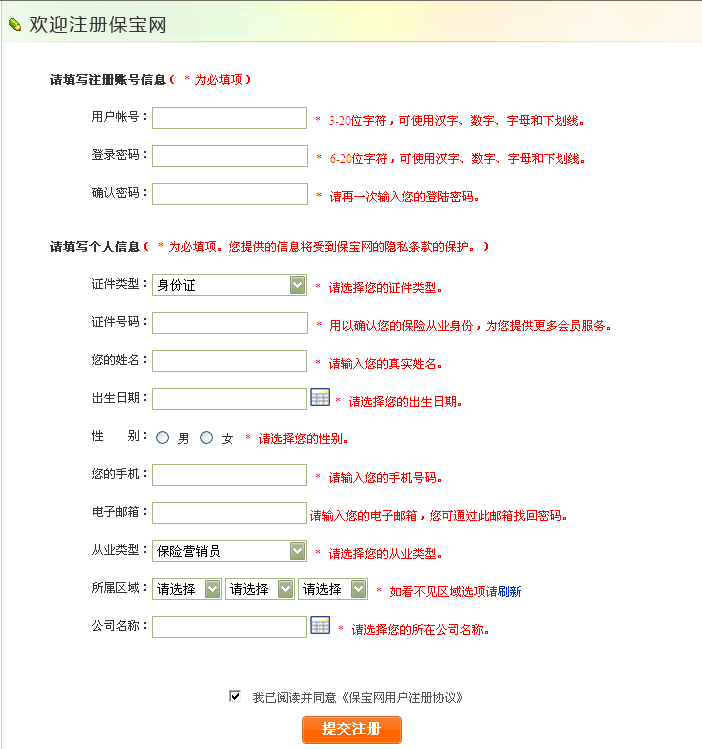 欢迎注册保宝网
请填写注册账号信息（ * 为必填项）
用户帐号： * 3-20位字符，可使用汉字、数字、字母和下划线。
登录密码： * 6-20位字符，可使用汉字、数字、字母和下划线。
确认密码： * 请再一次输入您的登陆密码。
请填写个人信息（ * 为必填项。您提供的信息将受到保宝网的隐私条款的保护。）
证件类型： 身份证 * 请选择您的证件类型。
证件号码： * 用以确认您的保险从业身份，为您提供更多会员服务。
您的姓名： * 请输入您的真实姓名。
出生日期： * 请选择您的出生日期。
性 别： 男 女 * 请选择您的性别。
您的手机： * 请输入您的手机号码。
电子邮箱： 请输入您的电子邮箱，您可通过此邮箱找回密码。
从业类型： 保险营销员 * 请选择您的从业类型。
所属区域： 请选择 请选择 请选择 * 如看不见区域选项请刷新
公司名称： * 请选择您的所在公司名称。
我已阅读并同意《保宝网用户注册协议》
提交注册